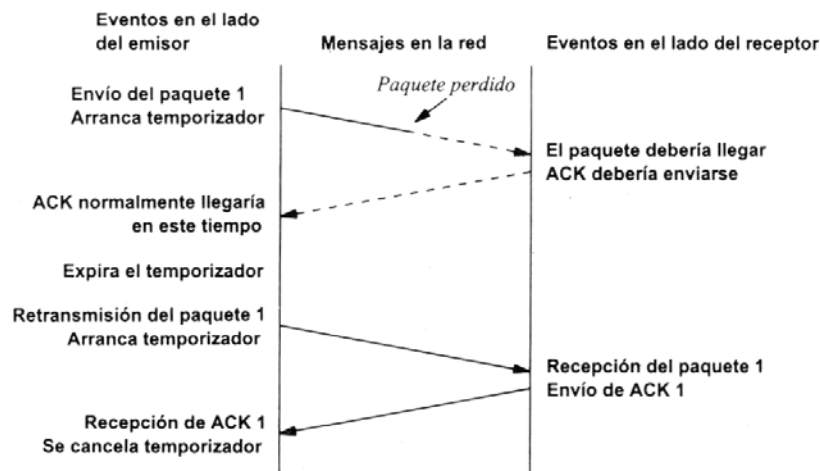 Eventos en el lado
del emisor
Mensajes en la red
Eventos en el lado del receptor
Paquete perdido
Envío del paquete 1
Arranca temporizador
El paquete debería llegar
ACK debería enviarse
ACK normalmente llegaría
en este tiempo
Expira el temporizador
Retransmisión del paquete 1
Arranca temporizador
Recepción del paquete 1
Envío de ACK 1
Recepción de ACK 1
Se cancela temporizador